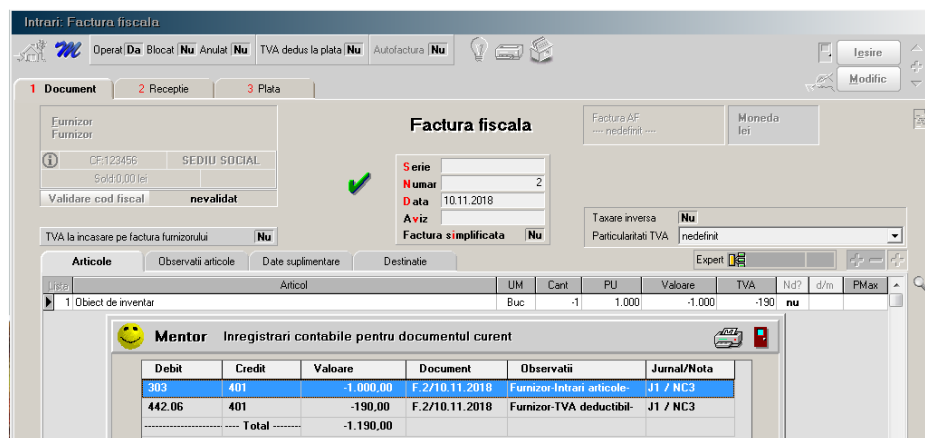 Intrari: Factura fiscala
Operat Da Blocat Nu Anulat Nu TVA dedus la plata Nu Autofactura Nu
Iesire
Modific
1 Document 2 Receptie 3 Plata
Furnizor
Furnizor
CF:123456 SEDIU SOCIAL
Sold:0,00 lei
Validare cod fiscal nevalidat
TVA la incasare pe factura furnizorului Nu
Factura fiscala
Serie
Numar 2
Data 10.11.2018
Aviz
Factura simplificata Nu
Factura AF
---- nedefinit ----
Moneda
lei
Taxare inversa Nu
Particularitati TVA nedefinit
Articole Observatii articole Date suplimentare Destinatie Expert
Lista Articol UM Cant PU Valoare TVA Nd? d/m PMax
1 Obiect de inventar Buc -1 1.000 -1.000 -190 nu
Mentor Inregistrari contabile pentru documentul curent
Debit Credit Valoare Document Observatii Jurnal/Nota
303 401 -1.000,00 F.2/10.11.2018 Furnizor-Intrari articole- J1 / NC3
442.06 401 -190,00 F.2/10.11.2018 Furnizor-TVA deductibil- J1 / NC3
---------------------- ---- Total -------- -1.190,00